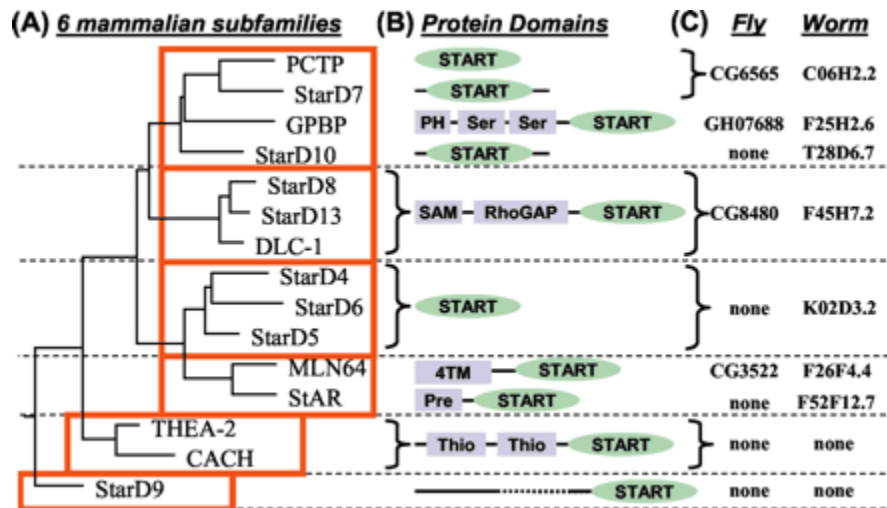 (A) 6 mammalian subfamilies (B) Protein Domains (C) Fly Worm
PCTP START CG6565 C06H2.2
StarD7 START
GPBP PH Ser Ser START GH07688 F25H2.6
StarD10 START none T28D6.7
StarD8
StarD13 SAM RhoGAP START CG8480 F45H7.2
DLC-1
StarD4
StarD6 START none K02D3.2
StarD5
MLN64 4TM START CG3522 F26F4.4
StAR Pre START none F52F12.7
THEA-2
CACH Thio Thio START none none
StarD9 START none none